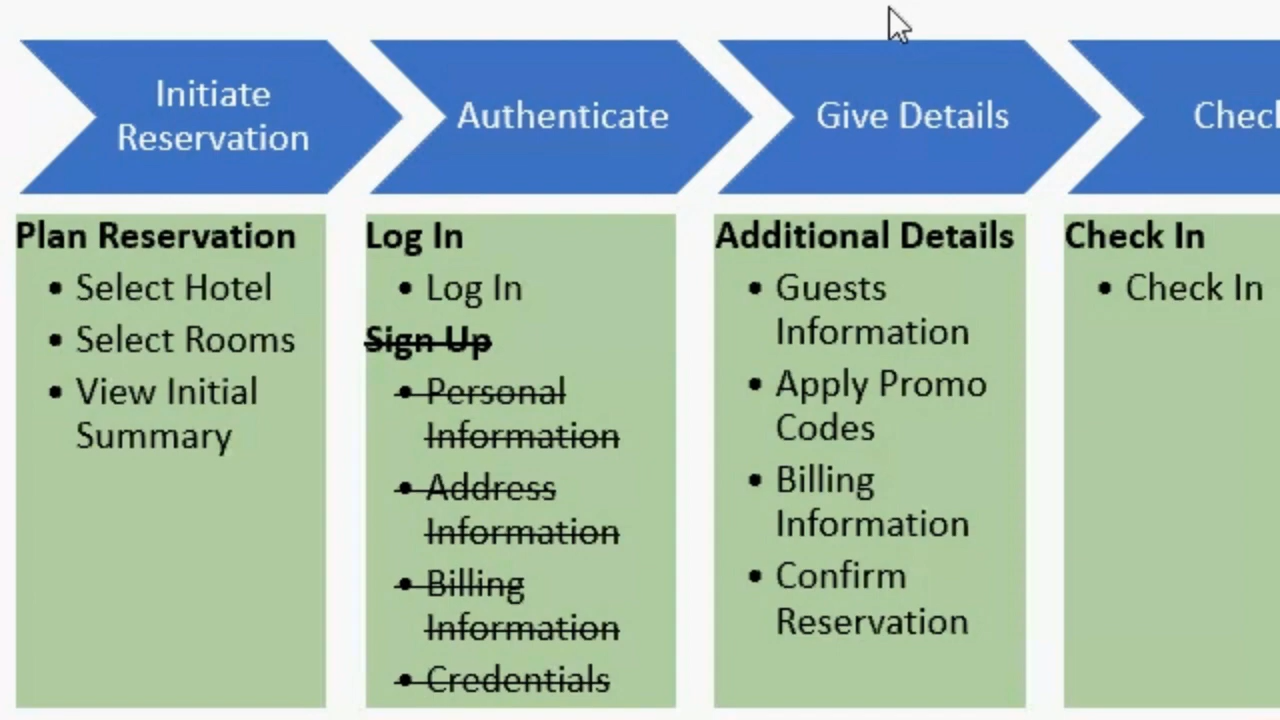 Initiate
Reservation
Authenticate
Give Details
Plan Reservation
• Select Hotel
• Select Rooms
• View Initial
Summary
Log In
• Log In
Sign Up
• Personal
Information
• Address
Information
• Billing
Information
• Credentials
Additional Details
• Guests
Information
• Apply Promo
Codes
• Billing
Information
• Confirm
Reservation
Check In
• Check In